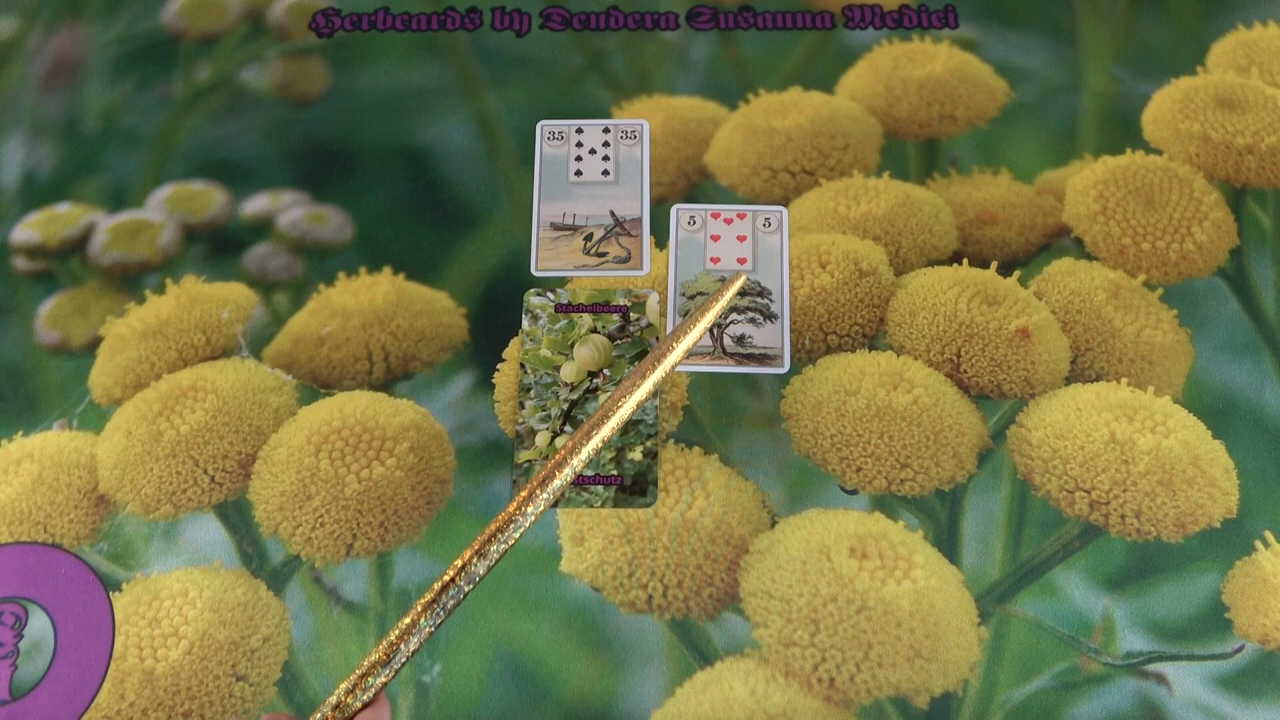 Herbcards by Dendera Susanna Medici
35 35
5 5
Stachelbeere
stschutz